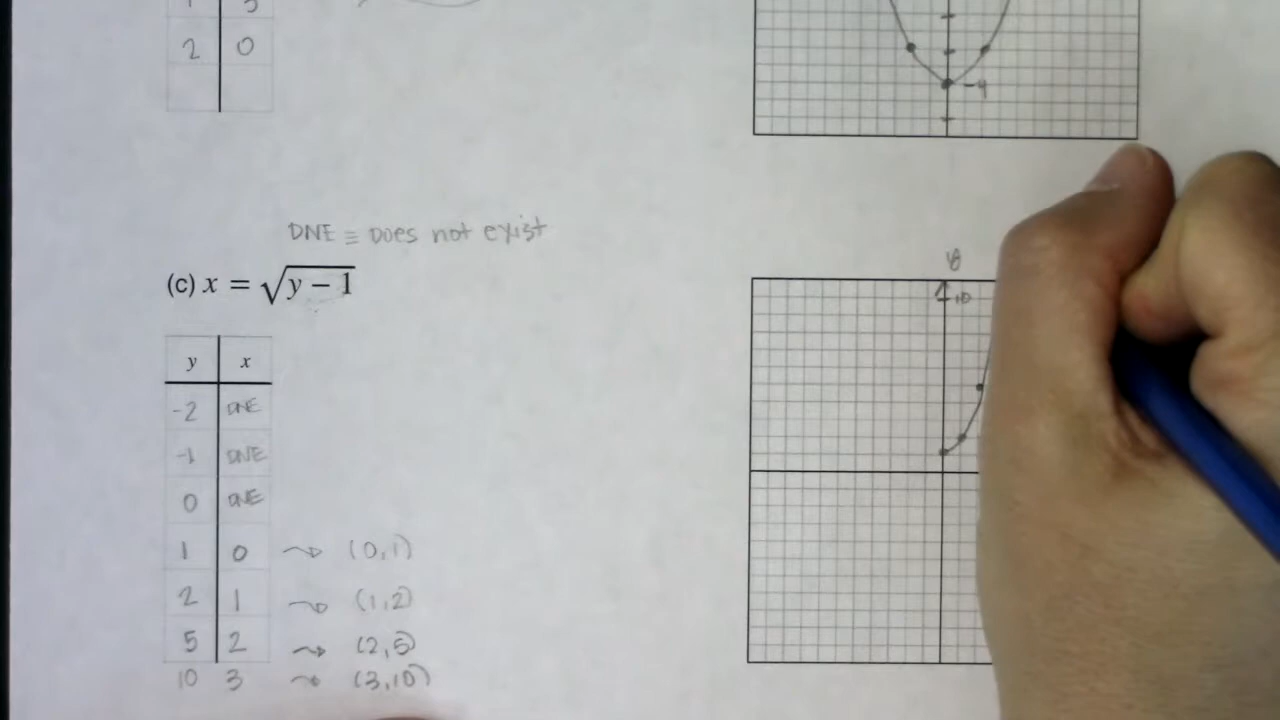 2 0
-4
DNE ≡ Does not exist
(c) x = √(y − 1)
y
10
y x
-2 DNE
-1 DNE
0 DNE
1 0 ⤳ (0,1)
2 1 ⤳ (1,2)
5 2 ⤳ (2,5)
10 3 ⤳ (3,10)